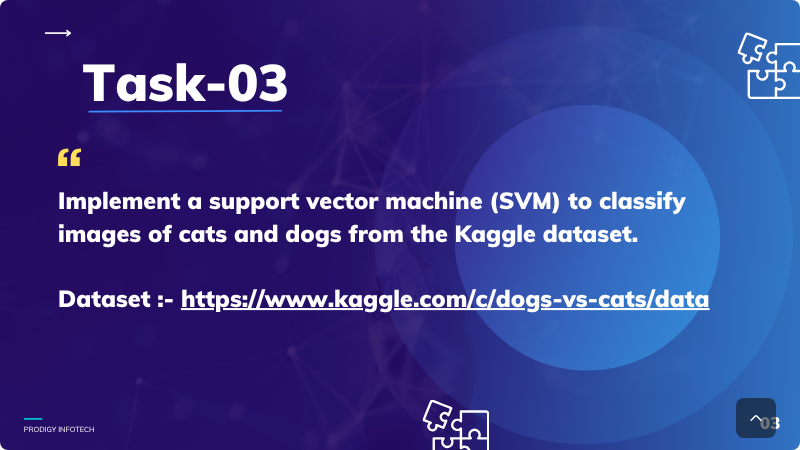 Task-03
“
Implement a support vector machine (SVM) to classify
images of cats and dogs from the Kaggle dataset.
Dataset :- https://www.kaggle.com/c/dogs-vs-cats/data
PRODIGY INFOTECH
03